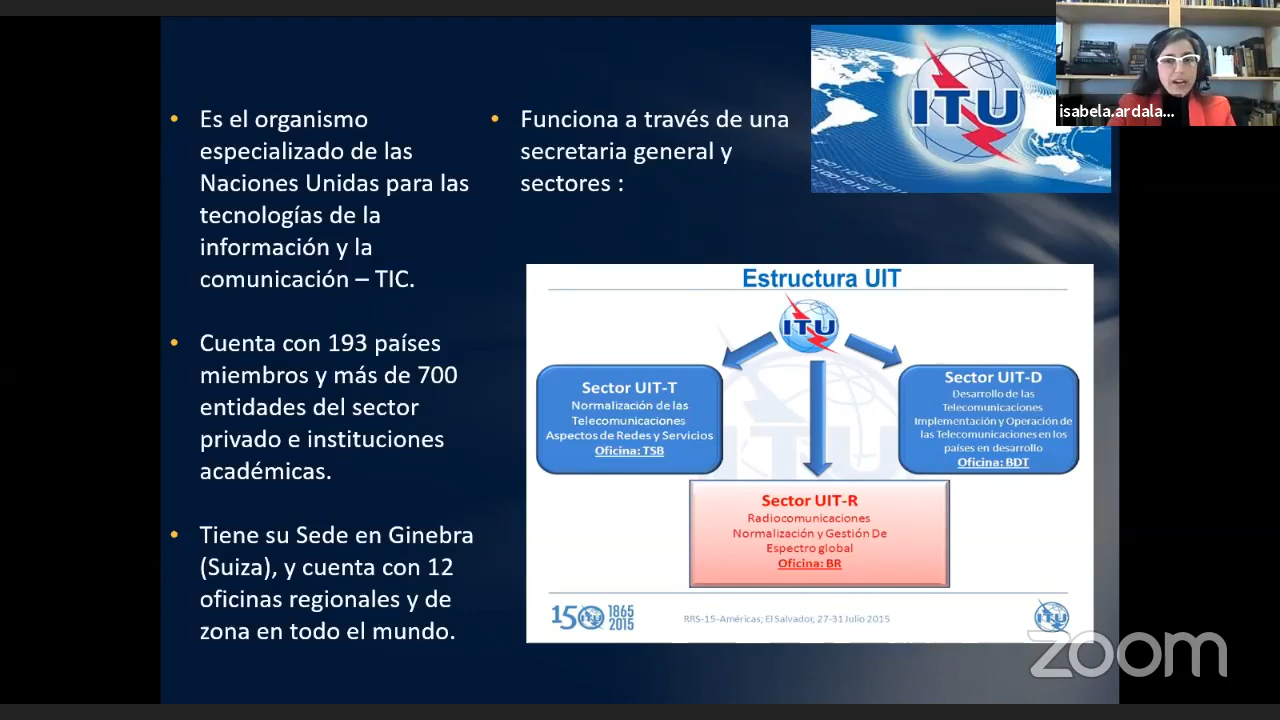 • Es el organismo
especializado de las
Naciones Unidas para las
tecnologías de la
información y la
comunicación – TIC.
• Cuenta con 193 países
miembros y más de 700
entidades del sector
privado e instituciones
académicas.
• Tiene su Sede en Ginebra
(Suiza), y cuenta con 12
oficinas regionales y de
zona en todo el mundo.
• Funciona a través de una
secretaria general y
sectores :
ITU
isabela.ardala...
Estructura UIT
ITU
Sector UIT-T
Normalización de las
Telecomunicaciones
Aspectos de Redes y Servicios
Oficina: TSB
Sector UIT-D
Desarrollo de las
Telecomunicaciones
Implementación y Operación de
las Telecomunicaciones en los
países en desarrollo
Oficina: BDT
Sector UIT-R
Radiocomunicaciones
Normalización y Gestión De
Espectro global
Oficina: BR
150 ITU 1865
2015
RRS-15-Américas; El Salvador, 27-31 Julio 2015
ITU
zoom